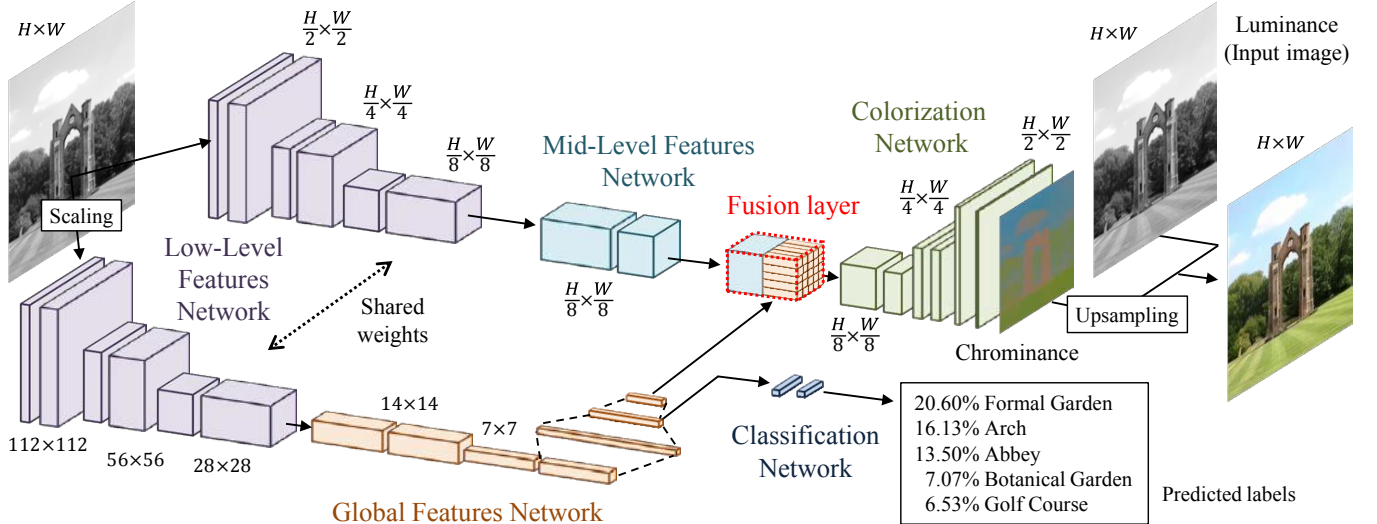 H×W
H/2 × W/2
H/4 × W/4
H/8 × W/8
Scaling
Low-Level
Features
Network
Shared
weights
Mid-Level Features
Network
H/8 × W/8
Fusion layer
Colorization
Network
H/8 × W/8
H/4 × W/4
H/2 × W/2
Chrominance
H×W
Luminance
(Input image)
H×W
Upsampling
112×112
56×56
28×28
14×14
7×7
Global Features Network
Classification
Network
20.60% Formal Garden
16.13% Arch
13.50% Abbey
7.07% Botanical Garden
6.53% Golf Course
Predicted labels